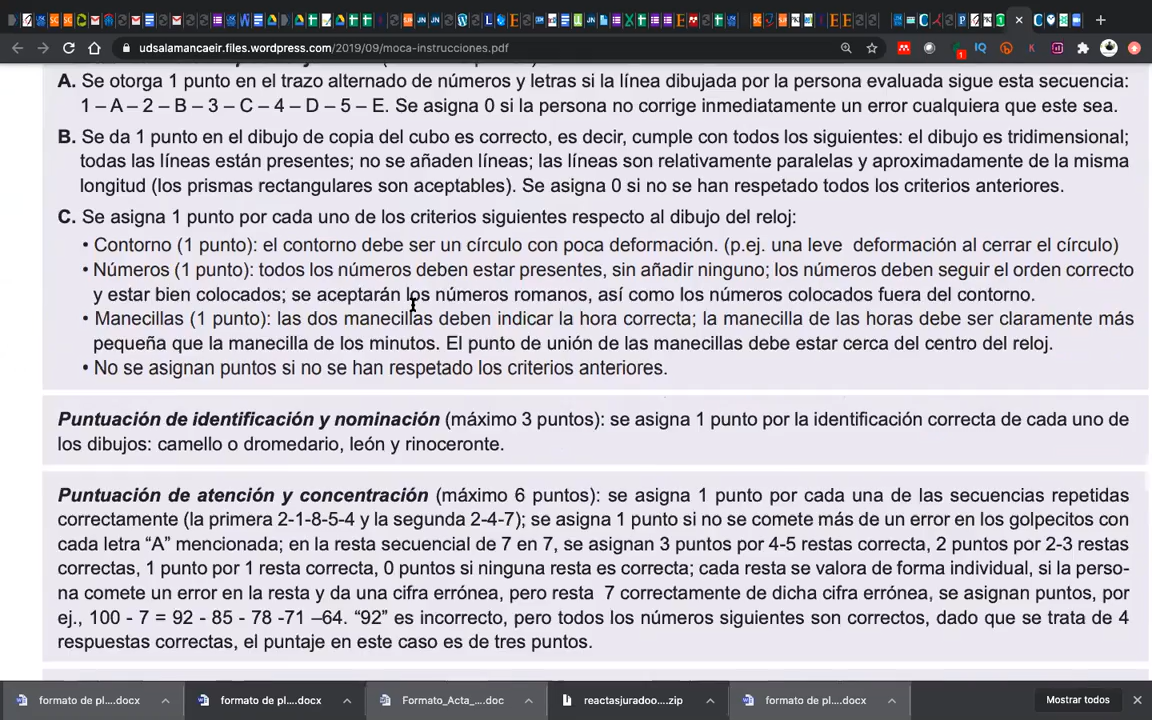 udsalamancaeir.files.wordpress.com/2019/09/moca-instrucciones.pdf
A. Se otorga 1 punto en el trazo alternado de números y letras si la línea dibujada por la persona evaluada sigue esta secuencia:
1 – A – 2 – B – 3 – C – 4 – D – 5 – E. Se asigna 0 si la persona no corrige inmediatamente un error cualquiera que este sea.
B. Se da 1 punto en el dibujo de copia del cubo es correcto, es decir, cumple con todos los siguientes: el dibujo es tridimensional;
todas las líneas están presentes; no se añaden líneas; las líneas son relativamente paralelas y aproximadamente de la misma
longitud (los prismas rectangulares son aceptables). Se asigna 0 si no se han respetado todos los criterios anteriores.
C. Se asigna 1 punto por cada uno de los criterios siguientes respecto al dibujo del reloj:
• Contorno (1 punto): el contorno debe ser un círculo con poca deformación. (p.ej. una leve deformación al cerrar el círculo)
• Números (1 punto): todos los números deben estar presentes, sin añadir ninguno; los números deben seguir el orden correcto
y estar bien colocados; se aceptarán los números romanos, así como los números colocados fuera del contorno.
• Manecillas (1 punto): las dos manecillas deben indicar la hora correcta; la manecilla de las horas debe ser claramente más
pequeña que la manecilla de los minutos. El punto de unión de las manecillas debe estar cerca del centro del reloj.
• No se asignan puntos si no se han respetado los criterios anteriores.
Puntuación de identificación y nominación (máximo 3 puntos): se asigna 1 punto por la identificación correcta de cada uno de
los dibujos: camello o dromedario, león y rinoceronte.
Puntuación de atención y concentración (máximo 6 puntos): se asigna 1 punto por cada una de las secuencias repetidas
correctamente (la primera 2-1-8-5-4 y la segunda 2-4-7); se asigna 1 punto si no se comete más de un error en los golpecitos con
cada letra “A” mencionada; en la resta secuencial de 7 en 7, se asignan 3 puntos por 4-5 restas correcta, 2 puntos por 2-3 restas
correctas, 1 punto por 1 resta correcta, 0 puntos si ninguna resta es correcta; cada resta se valora de forma individual, si la perso-
na comete un error en la resta y da una cifra errónea, pero resta 7 correctamente de dicha cifra errónea, se asignan puntos, por
ej., 100 - 7 = 92 - 85 - 78 -71 –64. “92” es incorrecto, pero todos los números siguientes son correctos, dado que se trata de 4
respuestas correctas, el puntaje en este caso es de tres puntos.
formato de pl....docx formato de pl....docx Formato_Acta_....doc reactasjuradoo....zip formato de pl....docx Mostrar todos